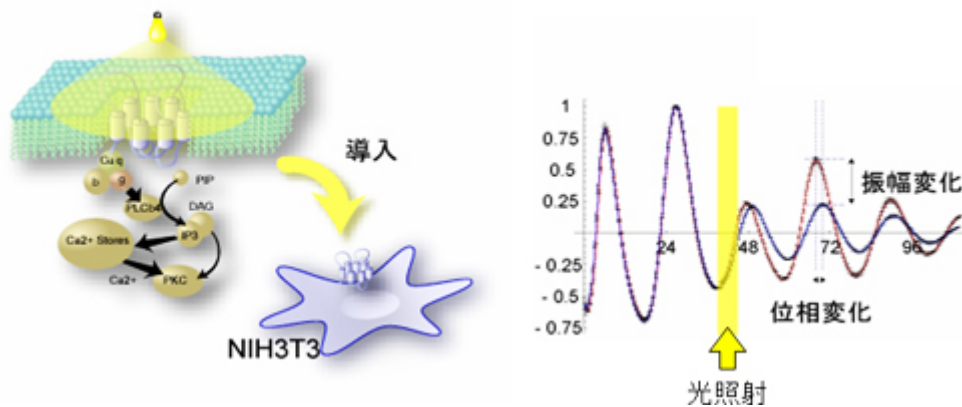 Gα q
b
g
PIP
PLCb4
DAG
IP3
Ca2+ Stores
Ca2+
PKC
導入
NIH3T3
1
0.75
0.5
0.25
- 0.25
- 0.5
- 0.75
24
48
72
96
振幅変化
位相変化
光照射